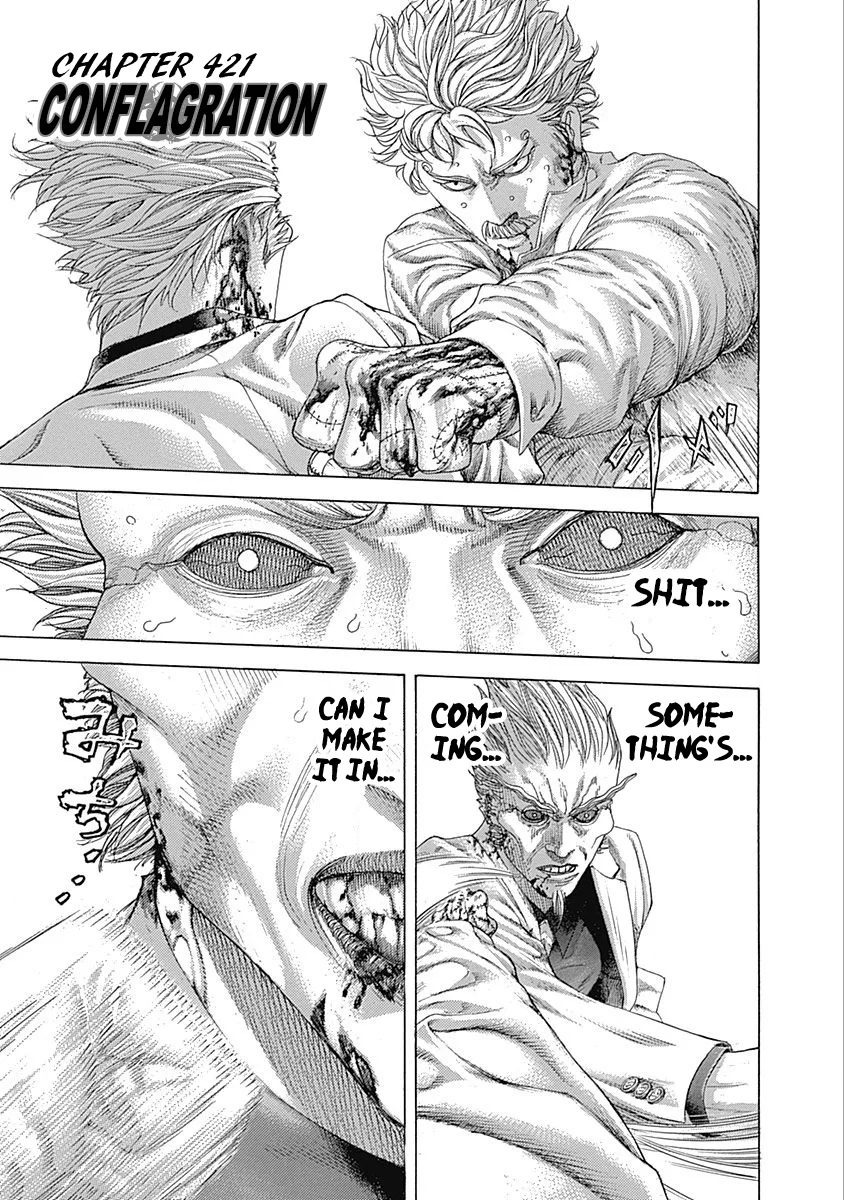 CHAPTER 421
CONFLAGRATION
SHIT...
SOME-
THING'S...
COM-
ING...
CAN I
MAKE
IT IN...